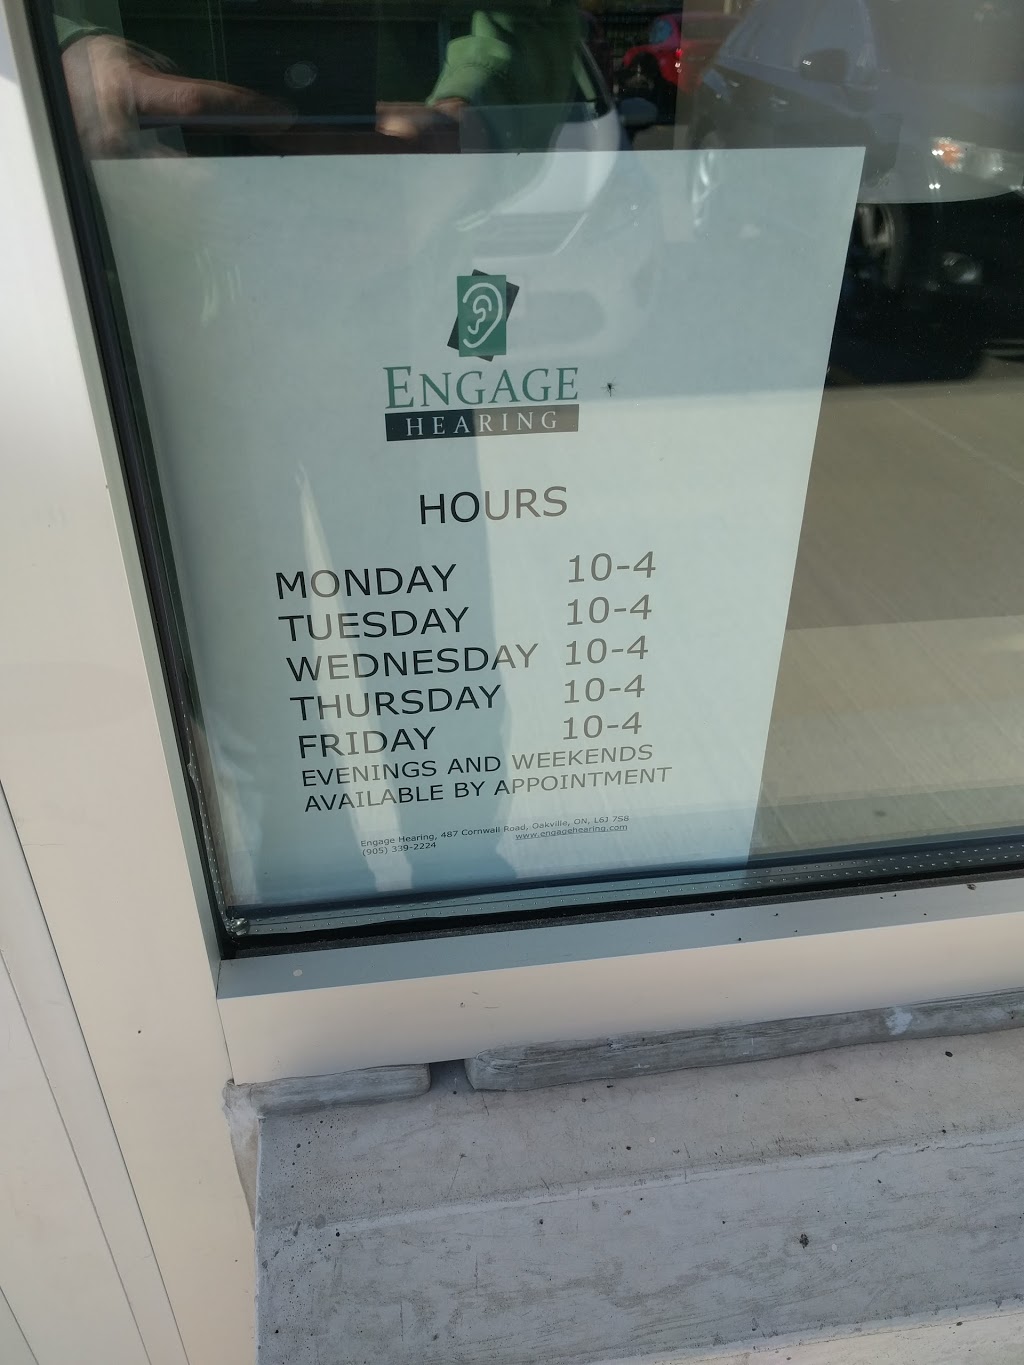 ENGAGE
HEARING
HOURS
MONDAY 10-4
TUESDAY 10-4
WEDNESDAY 10-4
THURSDAY 10-4
FRIDAY 10-4
EVENINGS AND WEEKENDS
AVAILABLE BY APPOINTMENT
Engage Hearing, 487 Cornwall Road, Oakville, ON, L6J 7S8
(905) 339-2224 www.engagehearing.com